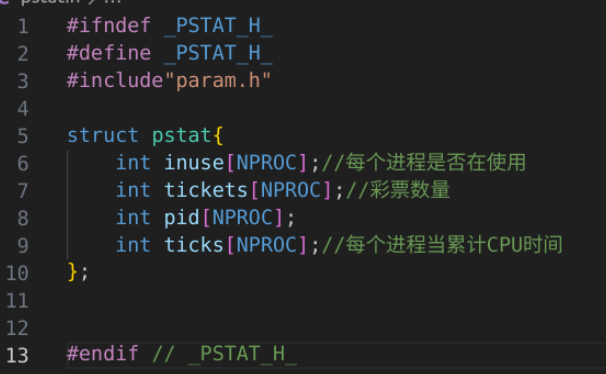 1 #ifndef _PSTAT_H_
2 #define _PSTAT_H_
3 #include"param.h"
4
5 struct pstat{
6     int inuse[NPROC];//每个进程是否在使用
7     int tickets[NPROC];//彩票数量
8     int pid[NPROC];
9     int ticks[NPROC];//每个进程当累计CPU时间
10 };
11
12
13 #endif // _PSTAT_H_